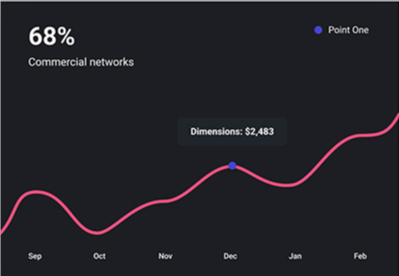 68%
Point One
Commercial networks
Dimensions: $2,483
Sep Oct Nov Dec Jan Feb